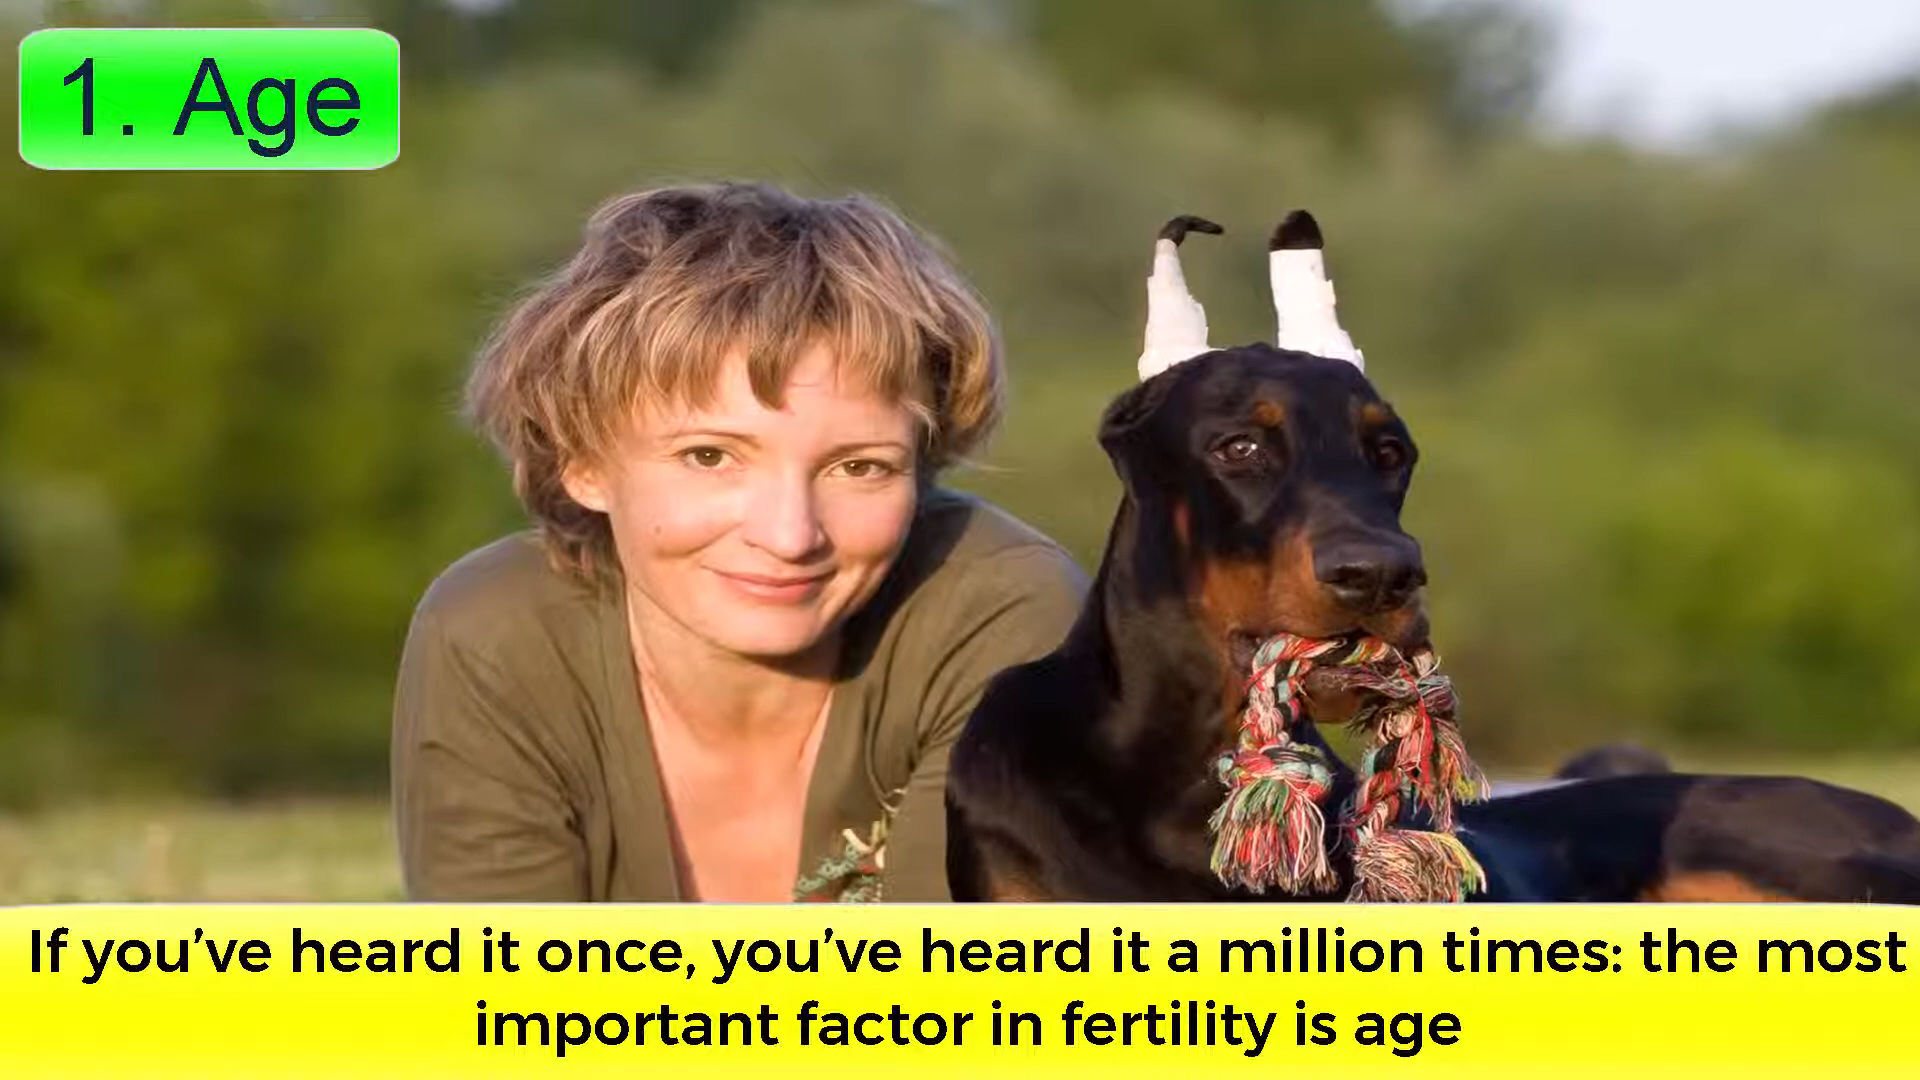 1. Age
If you’ve heard it once, you’ve heard it a million times: the most
important factor in fertility is age